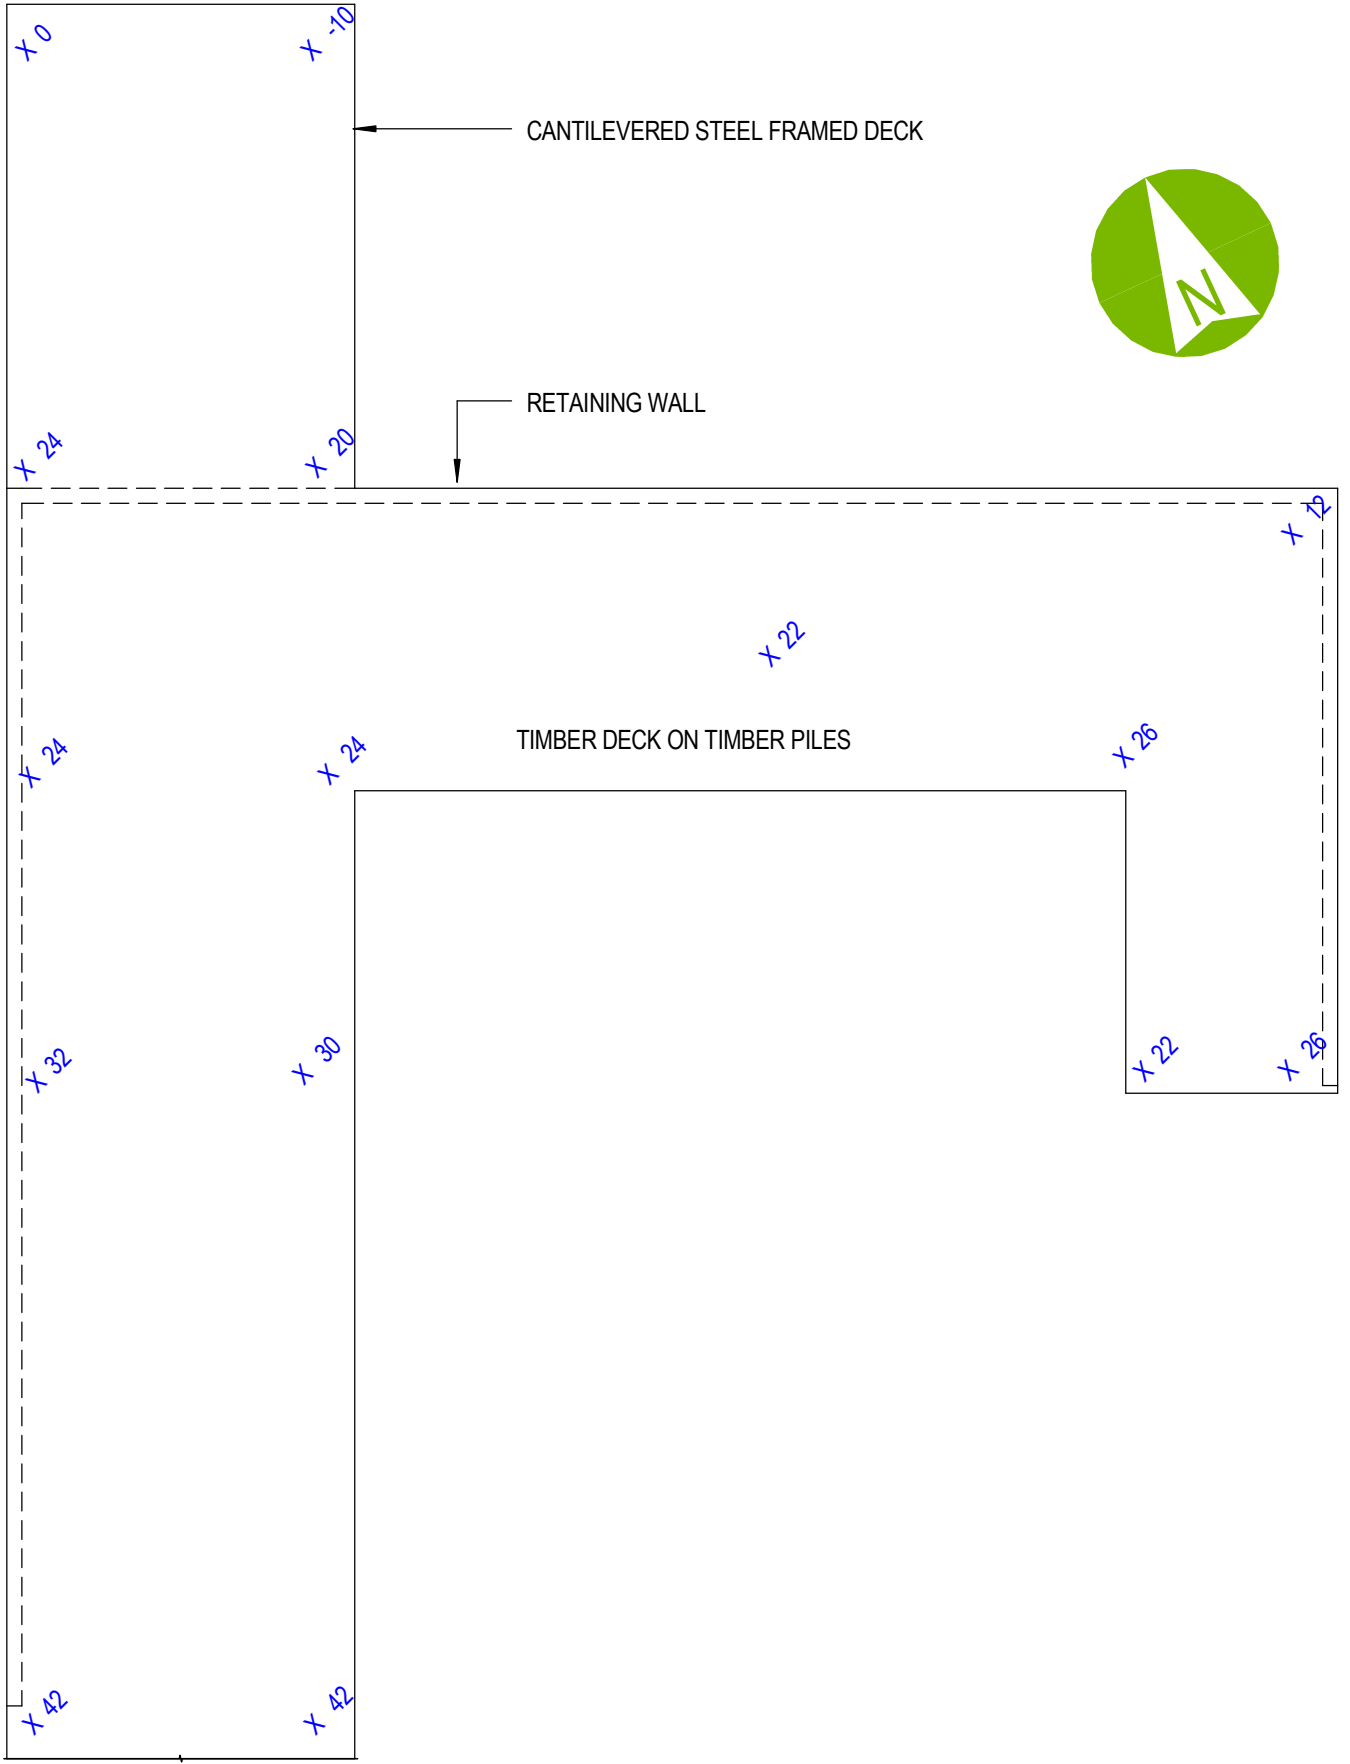 X 0
X -10
CANTILEVERED STEEL FRAMED DECK
N
RETAINING WALL
X 24
X 20
X 12
X 22
TIMBER DECK ON TIMBER PILES
X 24
X 24
X 26
X 32
X 30
X 22
X 26
X 42
X 42